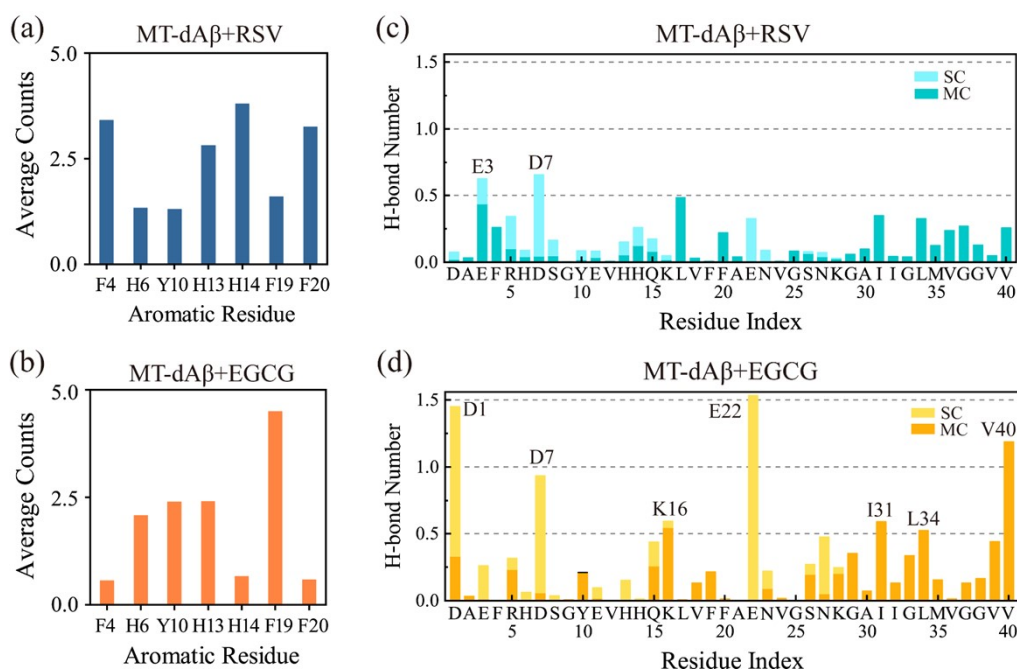 (a)
MT-dAβ+RSV
Average Counts
5.0
2.5
0.0
F4 H6 Y10 H13 H14 F19 F20
Aromatic Residue
(b)
MT-dAβ+EGCG
Average Counts
5.0
2.5
0.0
F4 H6 Y10 H13 H14 F19 F20
Aromatic Residue
(c)
MT-dAβ+RSV
H-bond Number
1.5
1.0
0.5
0.0
SC
MC
E3
D7
DAEFRHDSGYEVHHQKLVFFAENVGSNKGAIIGLMVGGVV
5 10 15 20 25 30 35 40
Residue Index
(d)
MT-dAβ+EGCG
H-bond Number
1.5
1.0
0.5
0.0
SC
MC
D1
D7
K16
E22
I31
L34
V40
DAEFRHDSGYEVHHQKLVFFAENVGSNKGAIIGLMVGGVV
5 10 15 20 25 30 35 40
Residue Index